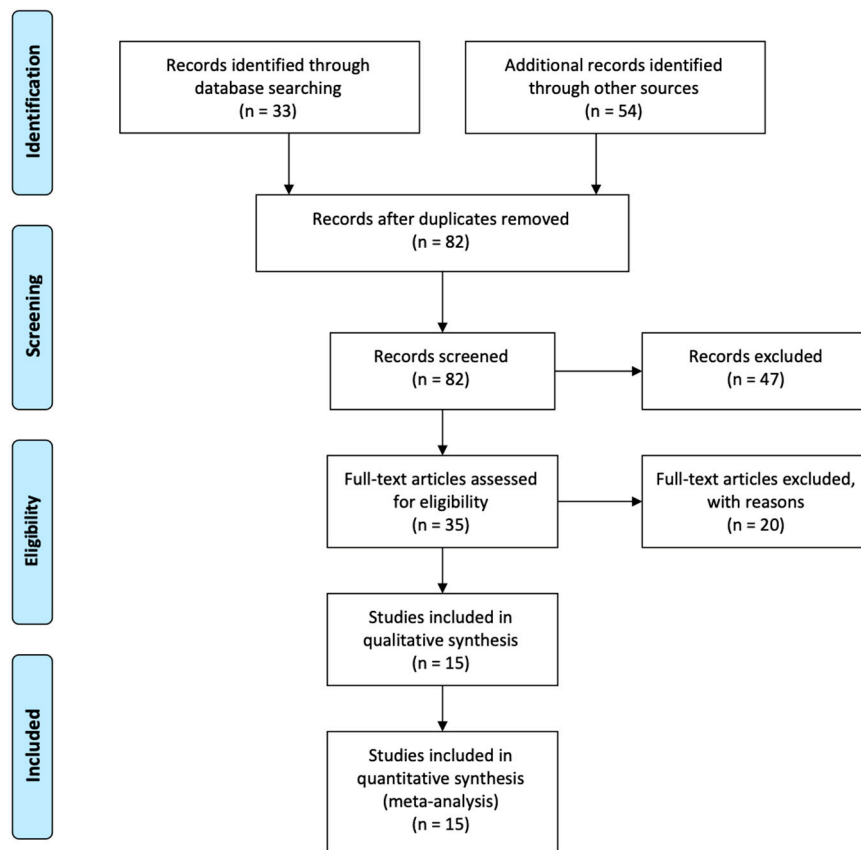 Identification
Records identified through
database searching
(n = 33)
Additional records identified
through other sources
(n = 54)
Records after duplicates removed
(n = 82)
Screening
Records screened
(n = 82)
Records excluded
(n = 47)
Eligibility
Full-text articles assessed
for eligibility
(n = 35)
Full-text articles excluded,
with reasons
(n = 20)
Studies included in
qualitative synthesis
(n = 15)
Included
Studies included in
quantitative synthesis
(meta-analysis)
(n = 15)